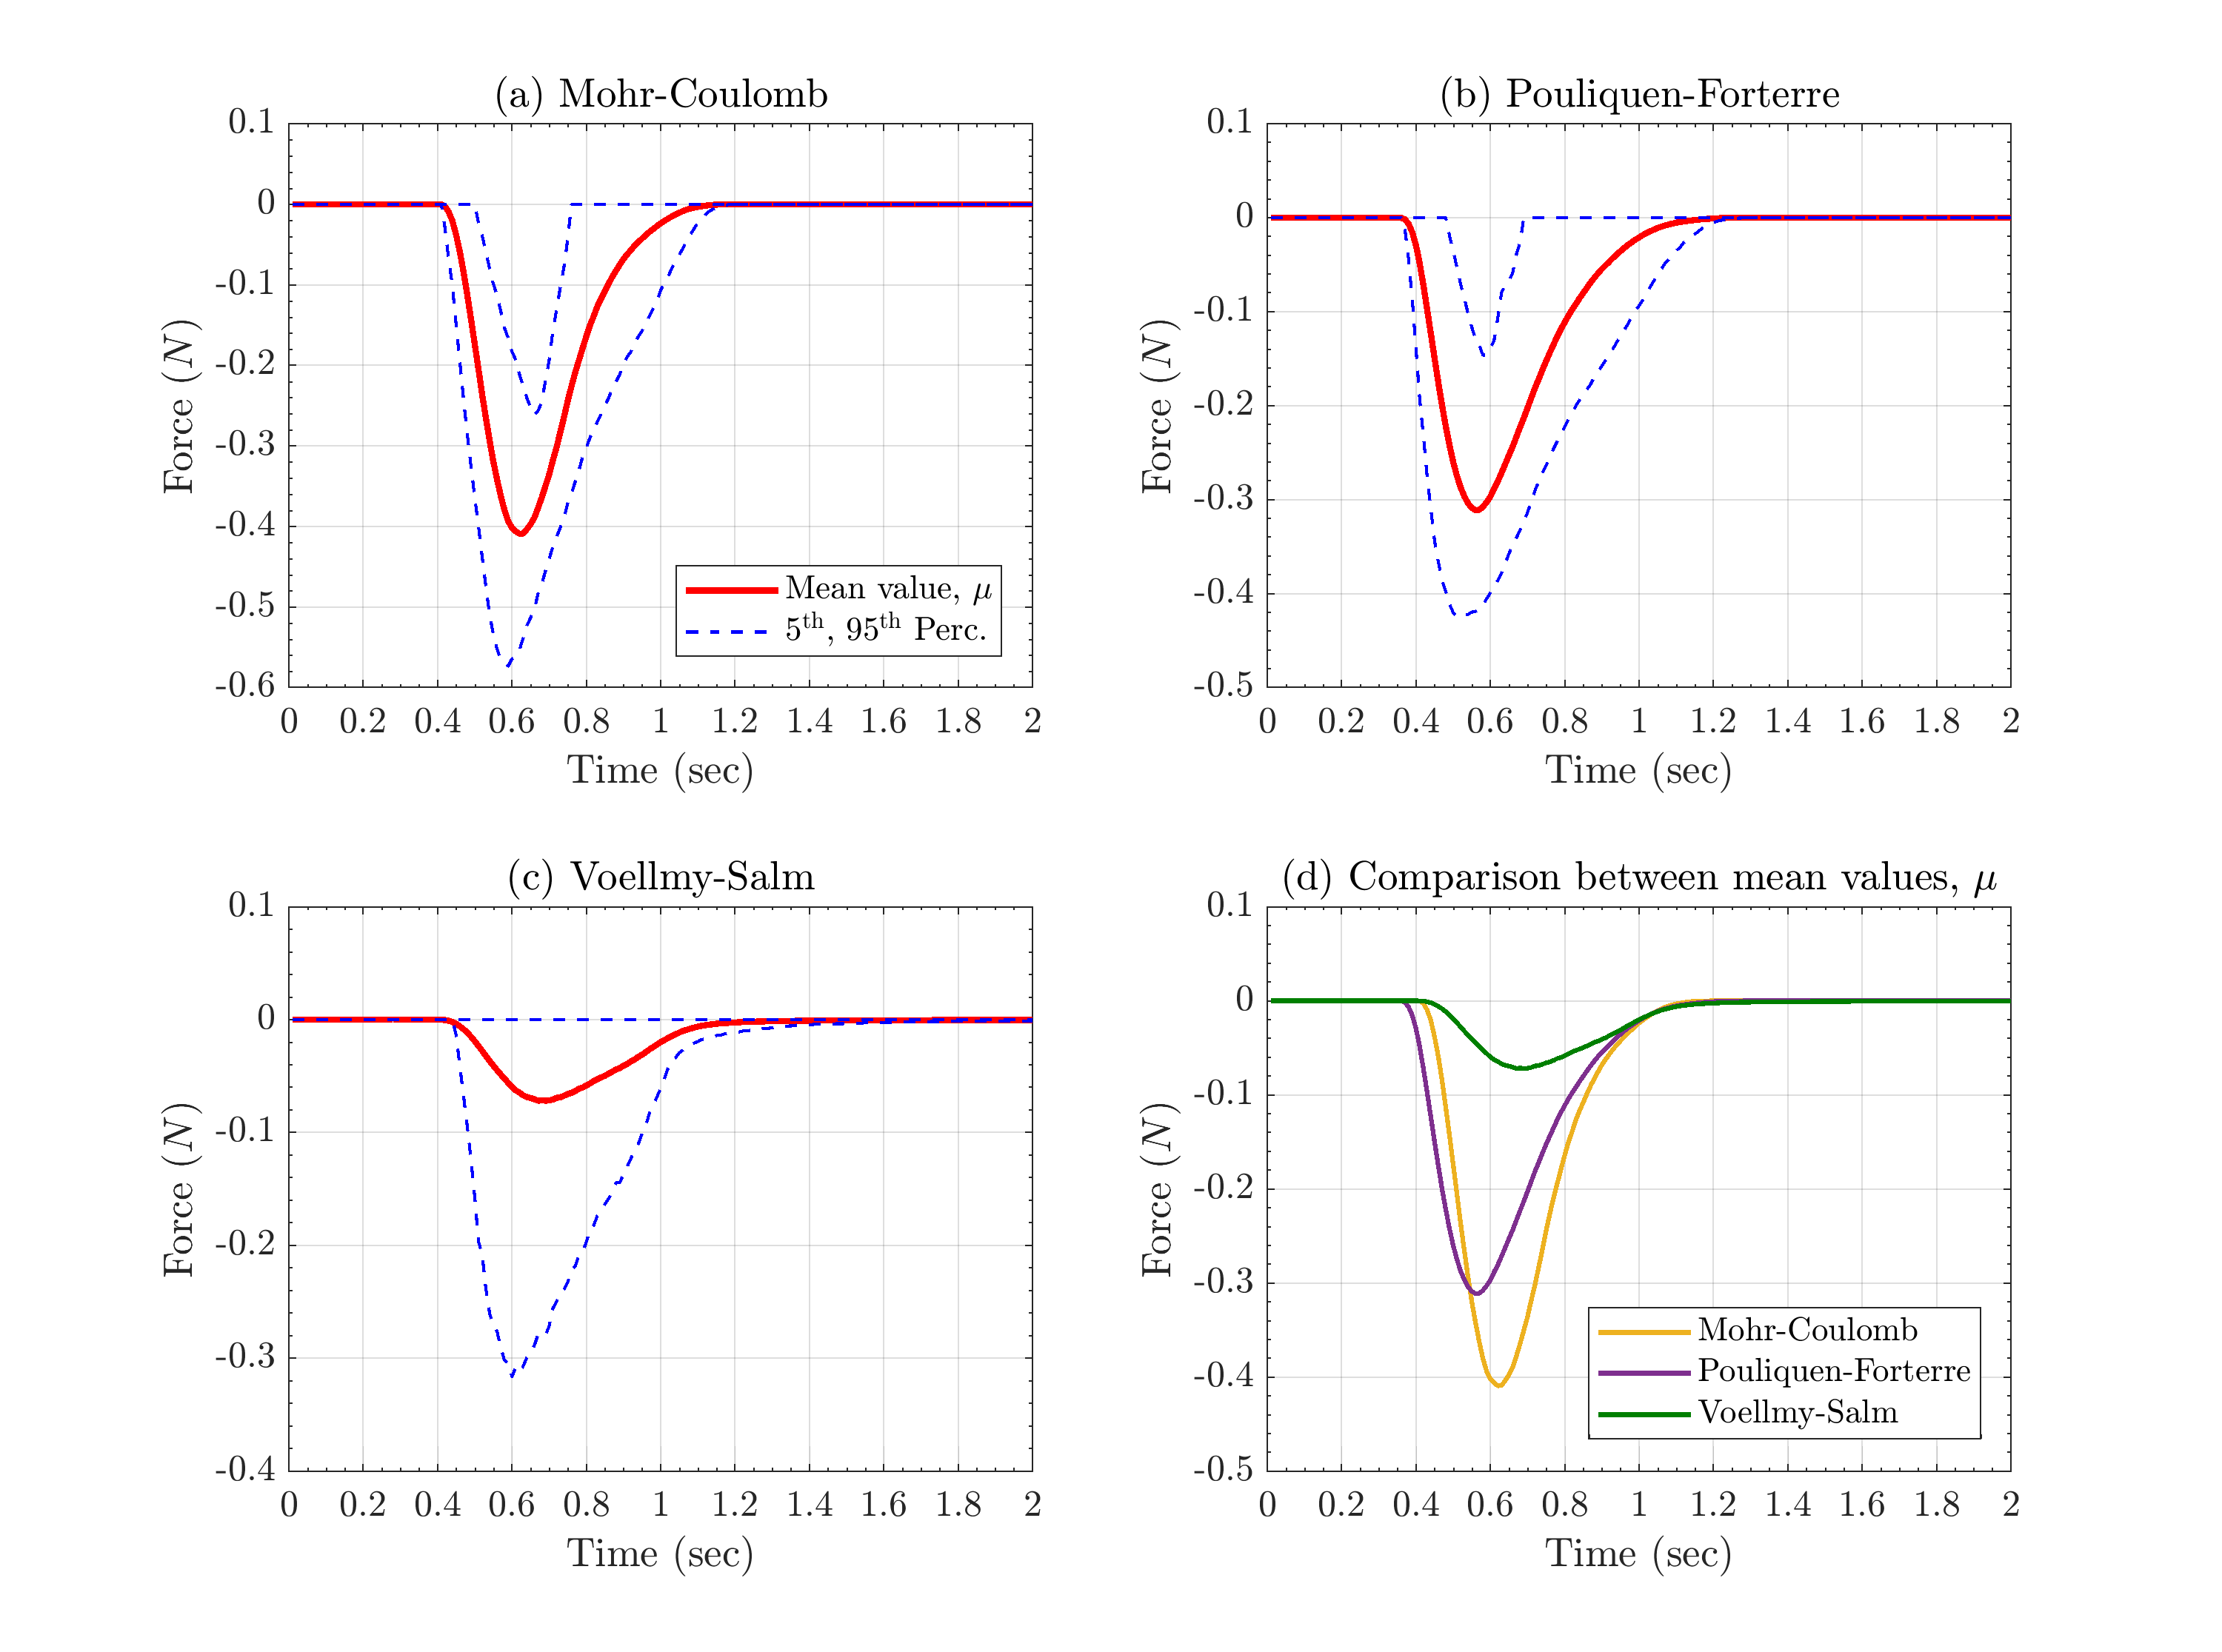 (a) Mohr-Coulomb
0.1
0
-0.1
-0.2
-0.3
-0.4
-0.5
-0.6
Force (N)
0 0.2 0.4 0.6 0.8 1 1.2 1.4 1.6 1.8 2
Time (sec)
Mean value, μ
5th, 95th Perc.
(b) Pouliquen-Forterre
0.1
0
-0.1
-0.2
-0.3
-0.4
-0.5
Force (N)
0 0.2 0.4 0.6 0.8 1 1.2 1.4 1.6 1.8 2
Time (sec)
(c) Voellmy-Salm
0.1
0
-0.1
-0.2
-0.3
-0.4
Force (N)
0 0.2 0.4 0.6 0.8 1 1.2 1.4 1.6 1.8 2
Time (sec)
(d) Comparison between mean values, μ
0.1
0
-0.1
-0.2
-0.3
-0.4
-0.5
Force (N)
0 0.2 0.4 0.6 0.8 1 1.2 1.4 1.6 1.8 2
Time (sec)
Mohr-Coulomb
Pouliquen-Forterre
Voellmy-Salm